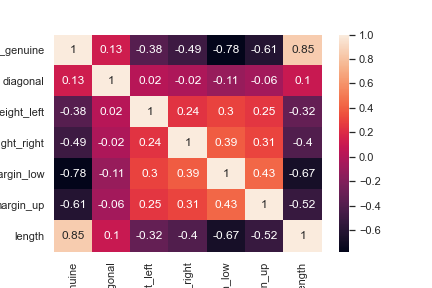 _genuine 1 0.13 -0.38 -0.49 -0.78 -0.61 0.85
diagonal 0.13 1 0.02 -0.02 -0.11 -0.06 0.1
eight_left -0.38 0.02 1 0.24 0.3 0.25 -0.32
ght_right -0.49 -0.02 0.24 1 0.39 0.31 -0.4
argin_low -0.78 -0.11 0.3 0.39 1 0.43 -0.67
nargin_up -0.61 -0.06 0.25 0.31 0.43 1 -0.52
length 0.85 0.1 -0.32 -0.4 -0.67 -0.52 1
nuine
agonal
t_left
_right
n_low
in_up
ength
1.0
0.8
0.6
0.4
0.2
0.0
−0.2
−0.4
−0.6